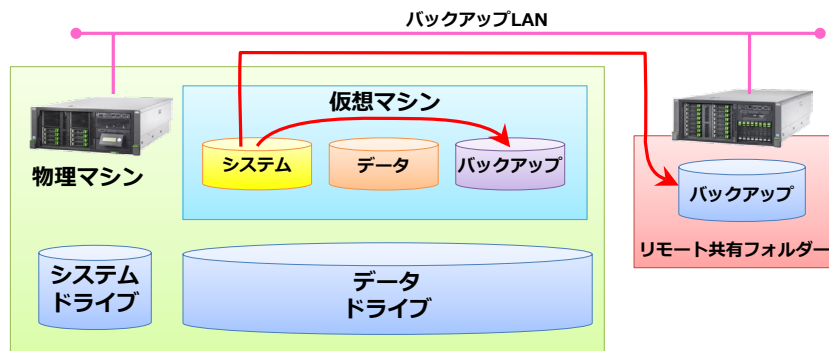 バックアップLAN
仮想マシン
システム
データ
バックアップ
物理マシン
バックアップ
リモート共有フォルダー
システム
ドライブ
データ
ドライブ